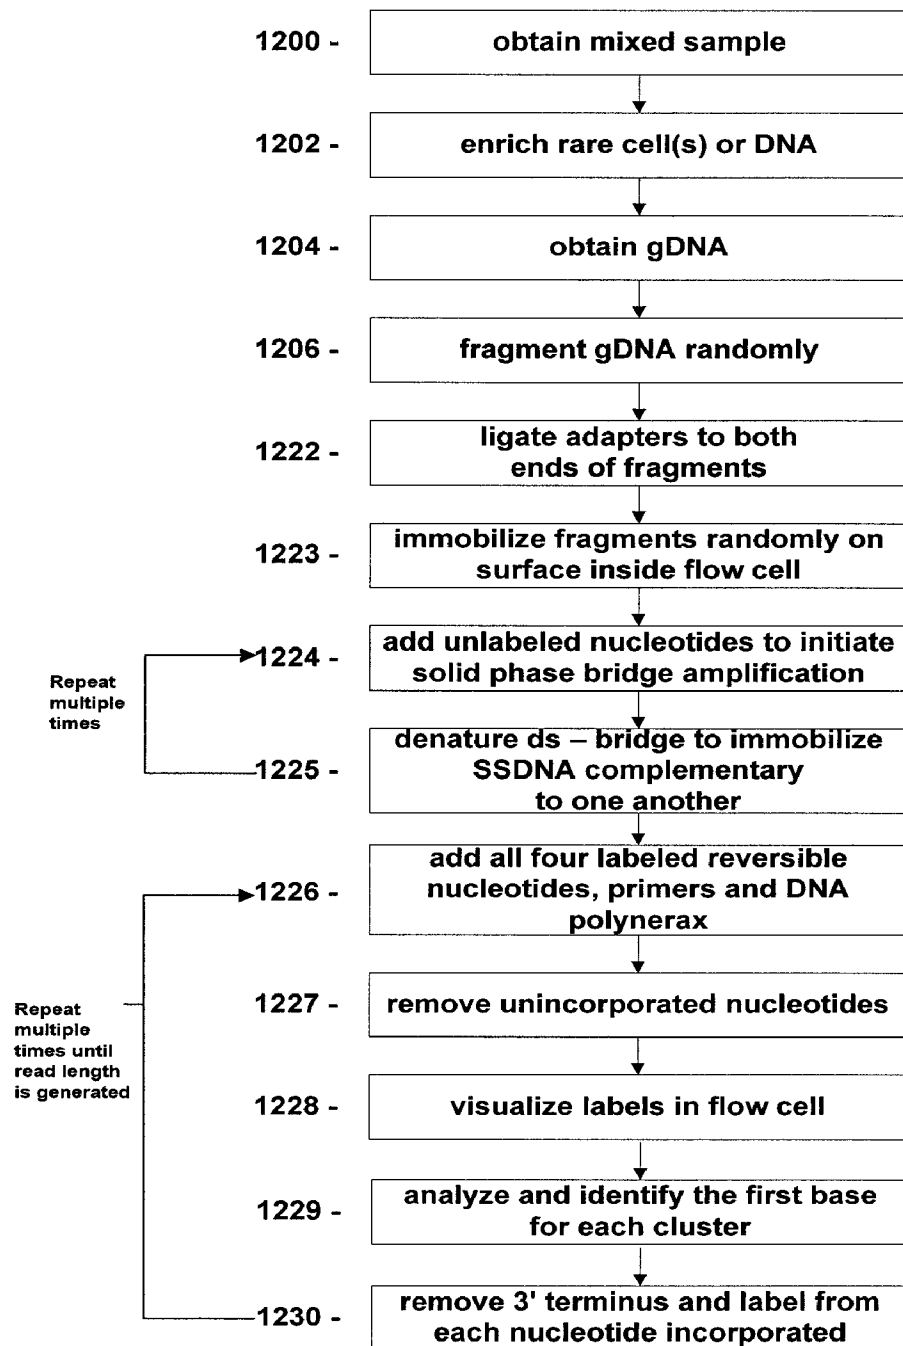 1200 - obtain mixed sample
1202 - enrich rare cell(s) or DNA
1204 - obtain gDNA
1206 - fragment gDNA randomly
1222 - ligate adapters to both
ends of fragments
1223 - immobilize fragments randomly on
surface inside flow cell
Repeat
multiple
times
1224 - add unlabeled nucleotides to initiate
solid phase bridge amplification
1225 - denature ds – bridge to immobilize
SSDNA complementary
to one another
Repeat
multiple
times until
read length
is generated
1226 - add all four labeled reversible
nucleotides, primers and DNA
polynerax
1227 - remove unincorporated nucleotides
1228 - visualize labels in flow cell
1229 - analyze and identify the first base
for each cluster
1230 - remove 3' terminus and label from
each nucleotide incorporated